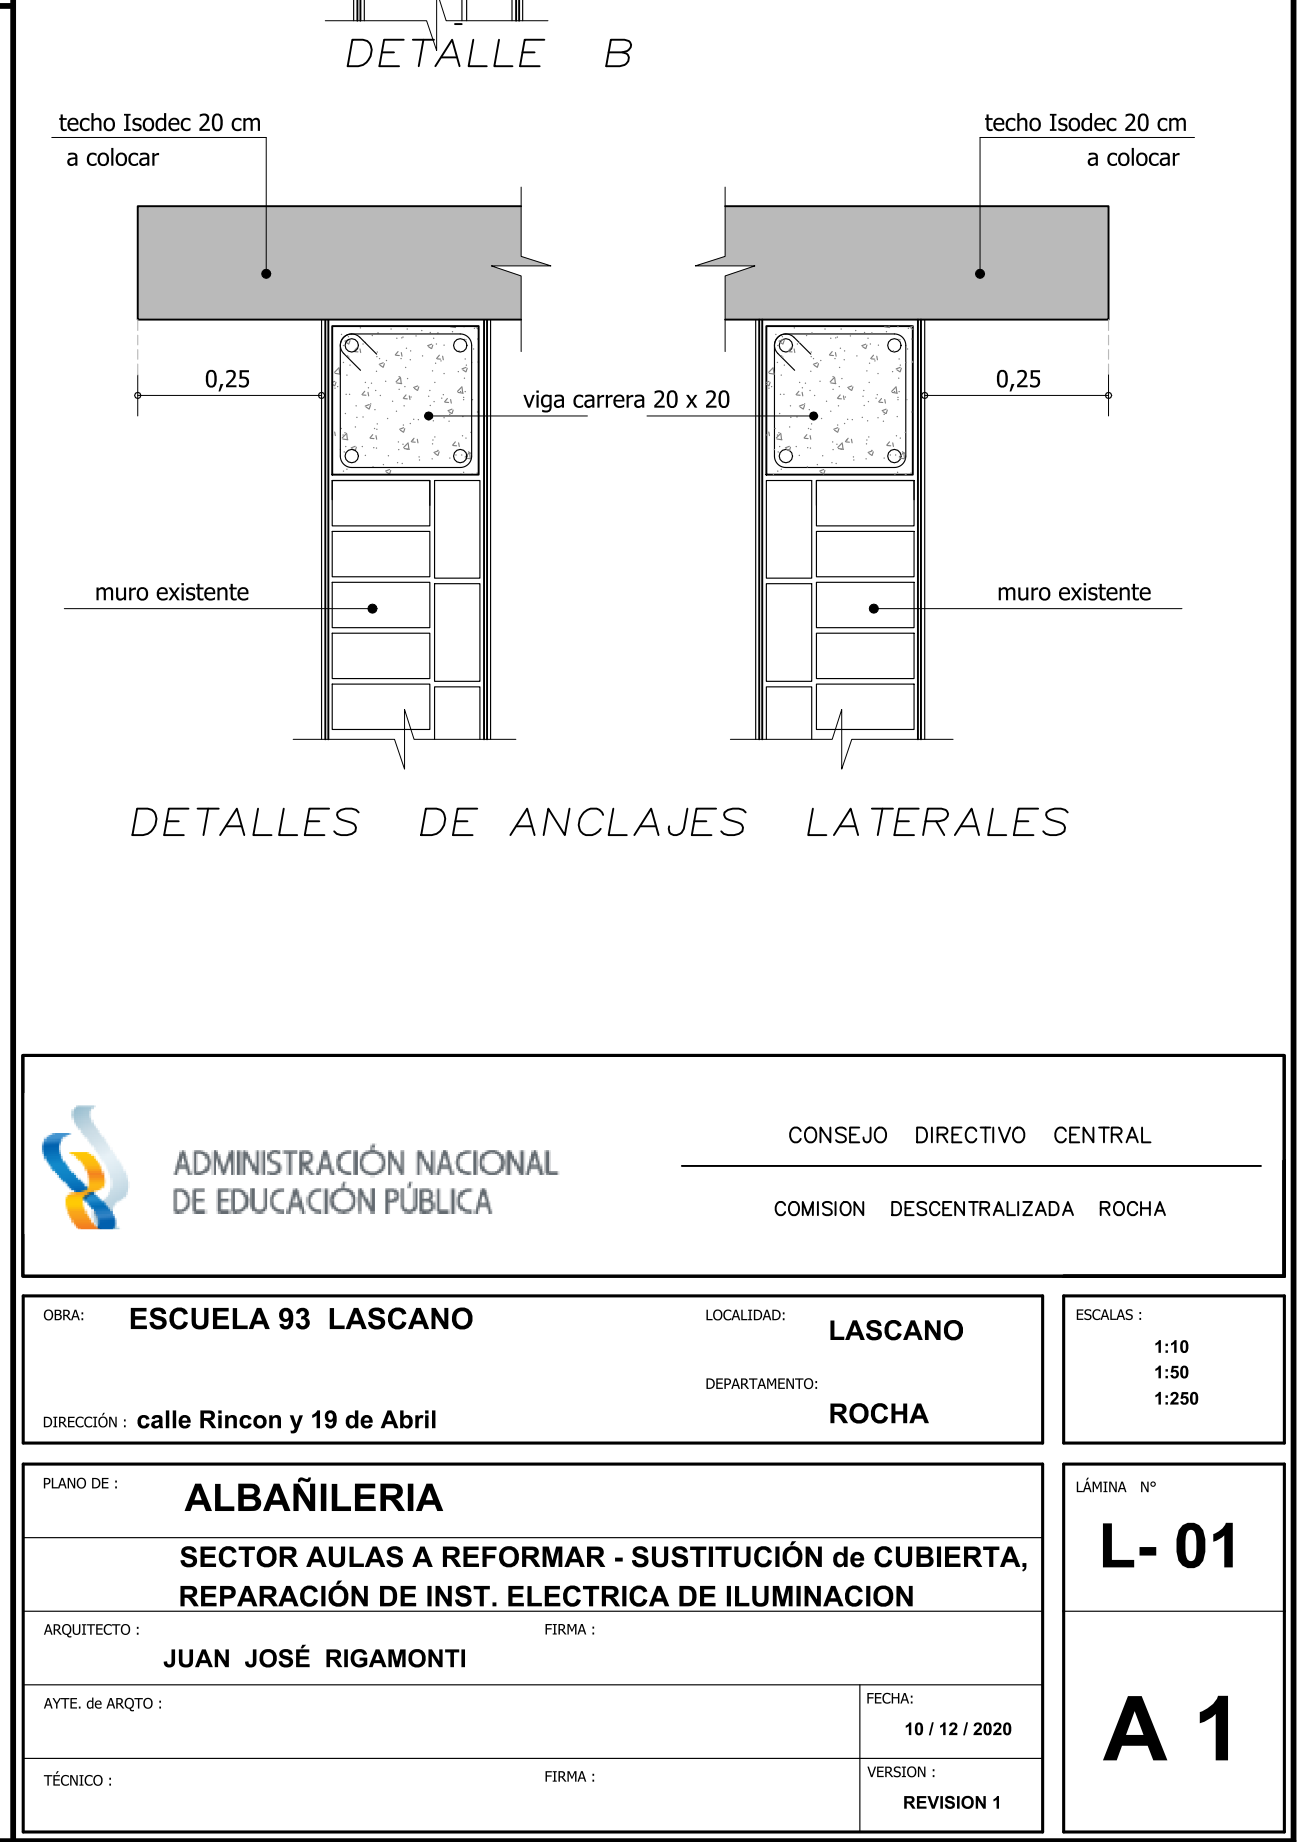 DETALLE B
techo Isodec 20 cm
a colocar
techo Isodec 20 cm
a colocar
0,25
viga carrera 20 x 20
0,25
muro existente
muro existente
DETALLES DE ANCLAJES LATERALES
ADMINISTRACIÓN NACIONAL
DE EDUCACIÓN PÚBLICA
CONSEJO DIRECTIVO CENTRAL
COMISION DESCENTRALIZADA ROCHA
OBRA: ESCUELA 93 LASCANO
LOCALIDAD: LASCANO
DEPARTAMENTO: ROCHA
DIRECCIÓN : calle Rincon y 19 de Abril
ESCALAS :
1:10
1:50
1:250
PLANO DE : ALBAÑILERIA
SECTOR AULAS A REFORMAR - SUSTITUCIÓN de CUBIERTA,
REPARACIÓN DE INST. ELECTRICA DE ILUMINACION
LÁMINA Nº
L- 01
ARQUITECTO : FIRMA :
JUAN JOSÉ RIGAMONTI
AYTE. de ARQTO :
FECHA:
10 / 12 / 2020
A 1
TÉCNICO : FIRMA :
VERSION :
REVISION 1